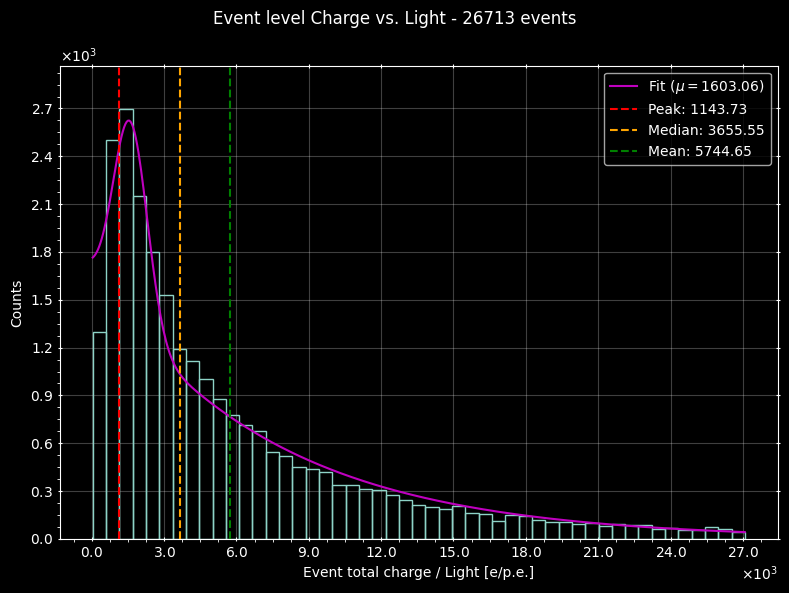 Event level Charge vs. Light - 26713 events
×10³
Fit (μ = 1603.06)
Peak: 1143.73
Median: 3655.55
Mean: 5744.65
2.7
2.4
2.1
1.8
1.5
1.2
0.9
0.6
0.3
0.0
Counts
0.0 3.0 6.0 9.0 12.0 15.0 18.0 21.0 24.0 27.0
Event total charge / Light [e/p.e.]
×10³